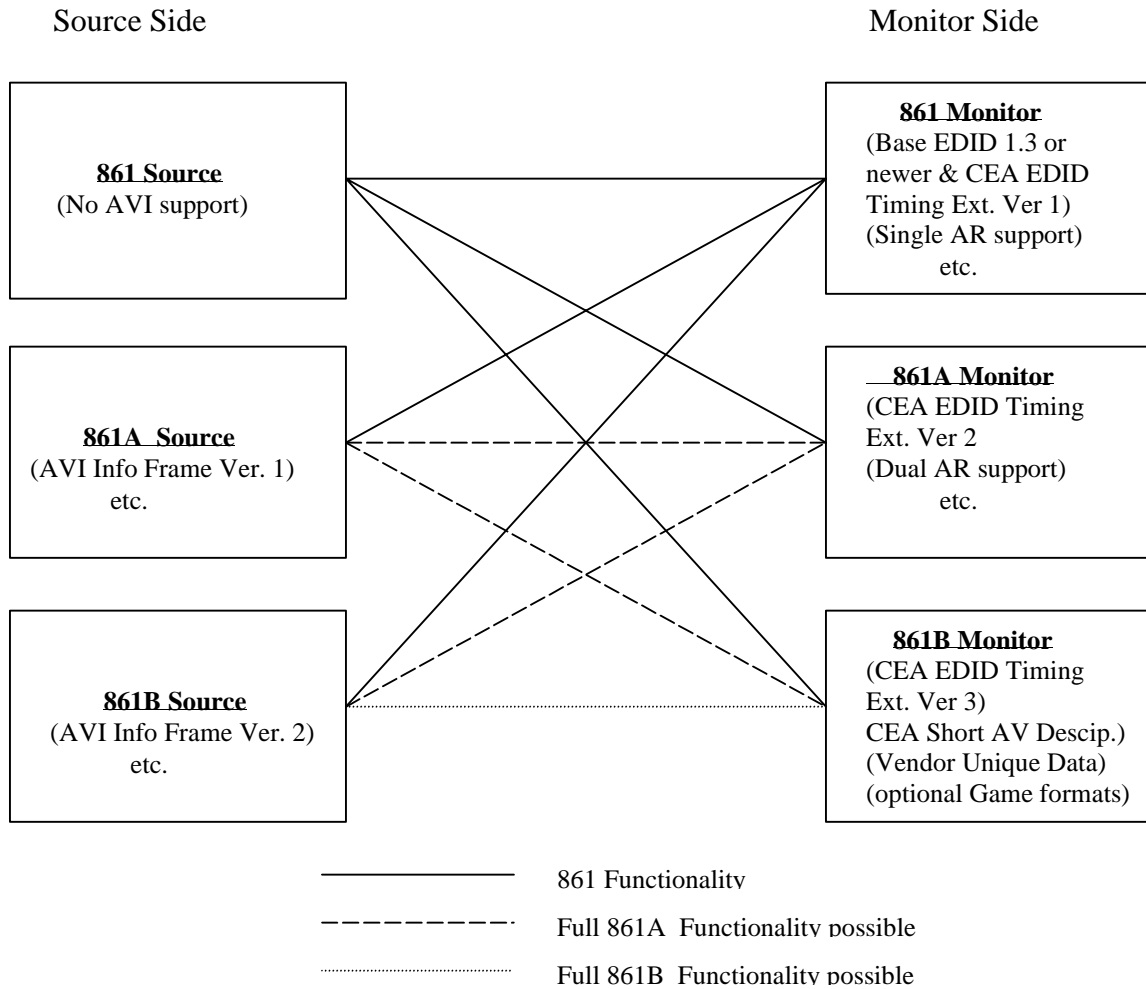 Source Side
Monitor Side
861 Source
(No AVI support)
861 Monitor
(Base EDID 1.3 or
newer & CEA EDID
Timing Ext. Ver 1)
(Single AR support)
etc.
861A Source
(AVI Info Frame Ver. 1)
etc.
861A Monitor
(CEA EDID Timing
Ext. Ver 2
(Dual AR support)
etc.
861B Source
(AVI Info Frame Ver. 2)
etc.
861B Monitor
(CEA EDID Timing
Ext. Ver 3)
CEA Short AV Descip.)
(Vendor Unique Data)
(optional Game formats)
861 Functionality
Full 861A Functionality possible
Full 861B Functionality possible